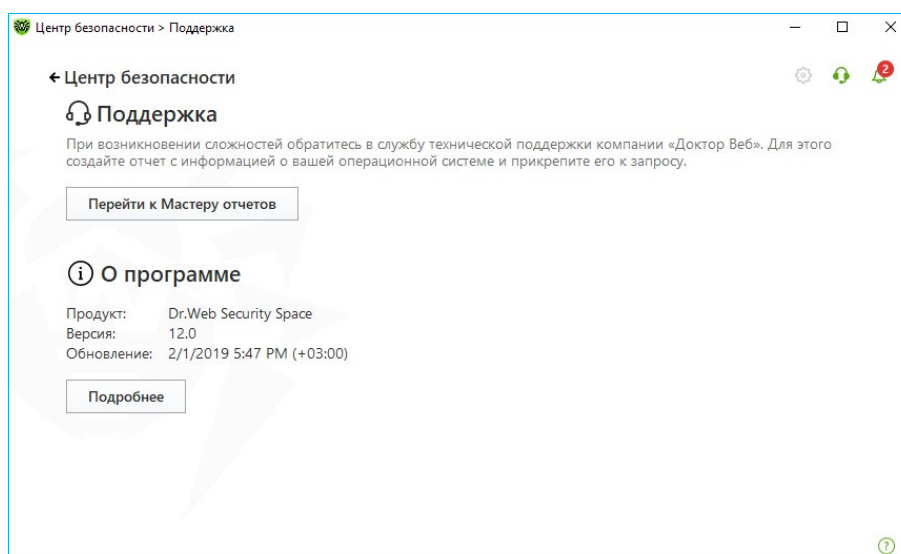 Центр безопасности > Поддержка
Центр безопасности
2
Поддержка
При возникновении сложностей обратитесь в службу технической поддержки компании «Доктор Веб». Для этого
создайте отчет с информацией о вашей операционной системе и прикрепите его к запросу.
Перейти к Мастеру отчетов
О программе
Продукт: Dr.Web Security Space
Версия: 12.0
Обновление: 2/1/2019 5:47 PM (+03:00)
Подробнее